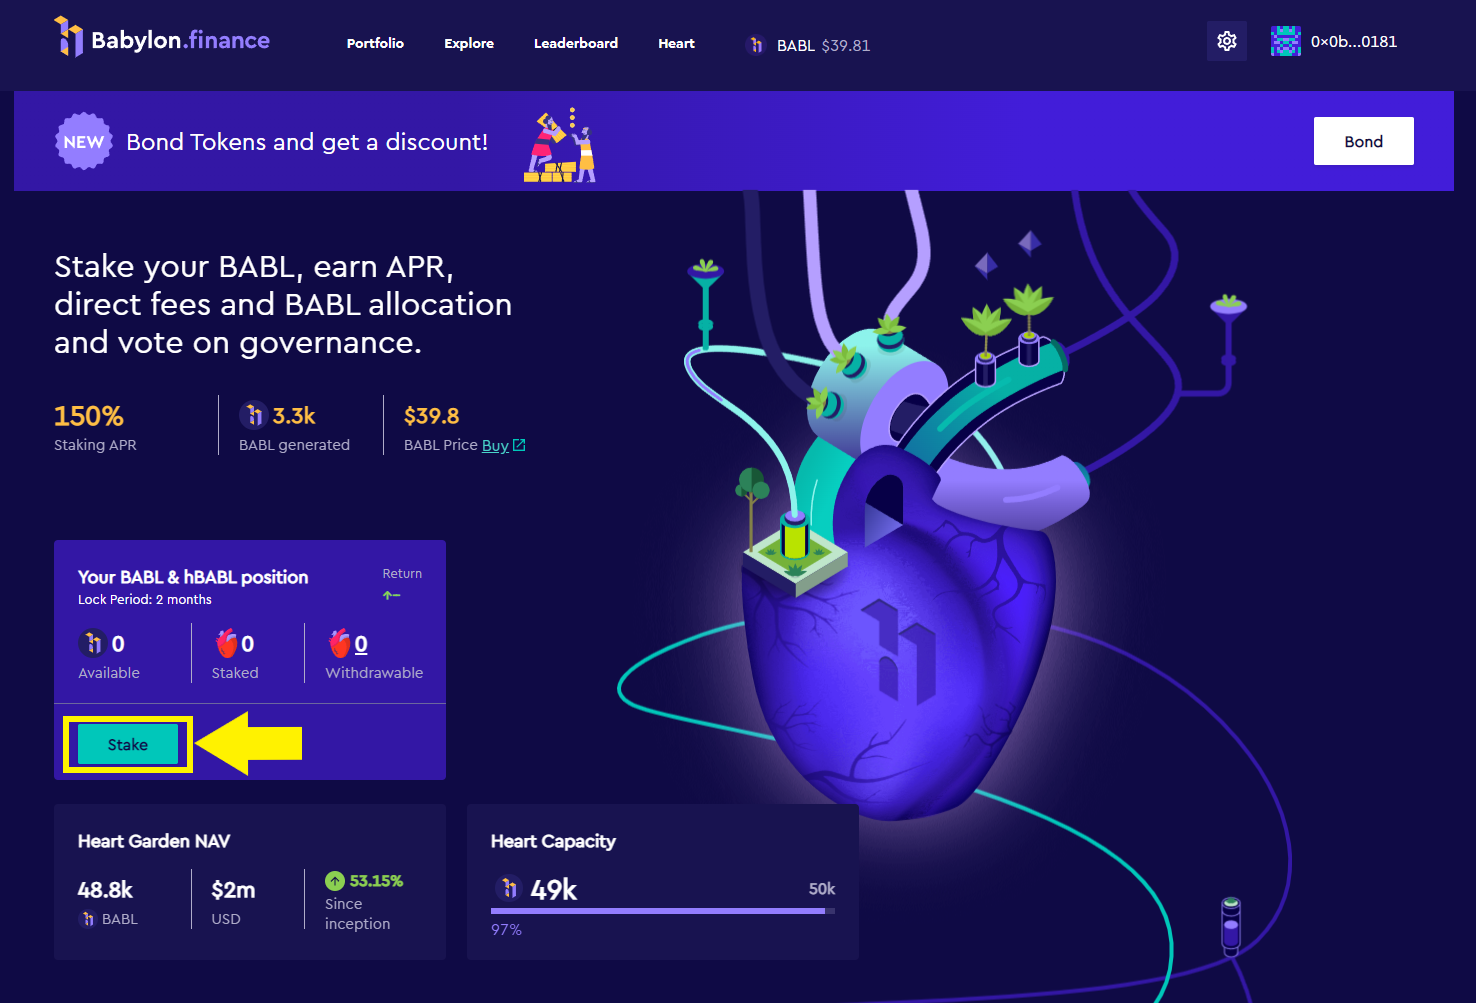 Babylon.finance
Portfolio
Explore
Leaderboard
Heart
BABL $39.81
0×0b...0181
NEW
Bond Tokens and get a discount!
Bond
Stake your BABL, earn APR,
direct fees and BABL allocation
and vote on governance.
150%
Staking APR
3.3k
BABL generated
$39.8
BABL Price Buy
Your BABL & hBABL position
Lock Period: 2 months
Return
--
0
Available
0
Staked
0
Withdrawable
Stake
Heart Garden NAV
48.8k
BABL
$2m
USD
53.15%
Since
inception
Heart Capacity
49k
50k
97%